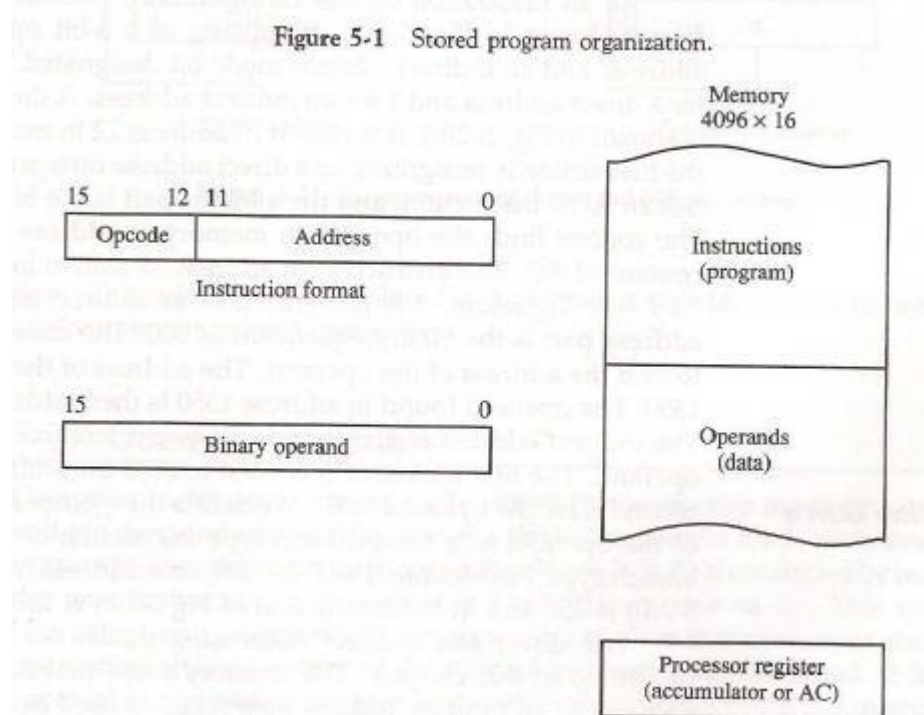 Figure 5-1 Stored program organization.
Memory
4096 × 16
15 12 11 0
Opcode Address
Instruction format
Instructions
(program)
15 0
Binary operand
Operands
(data)
Processor register
(accumulator or AC)